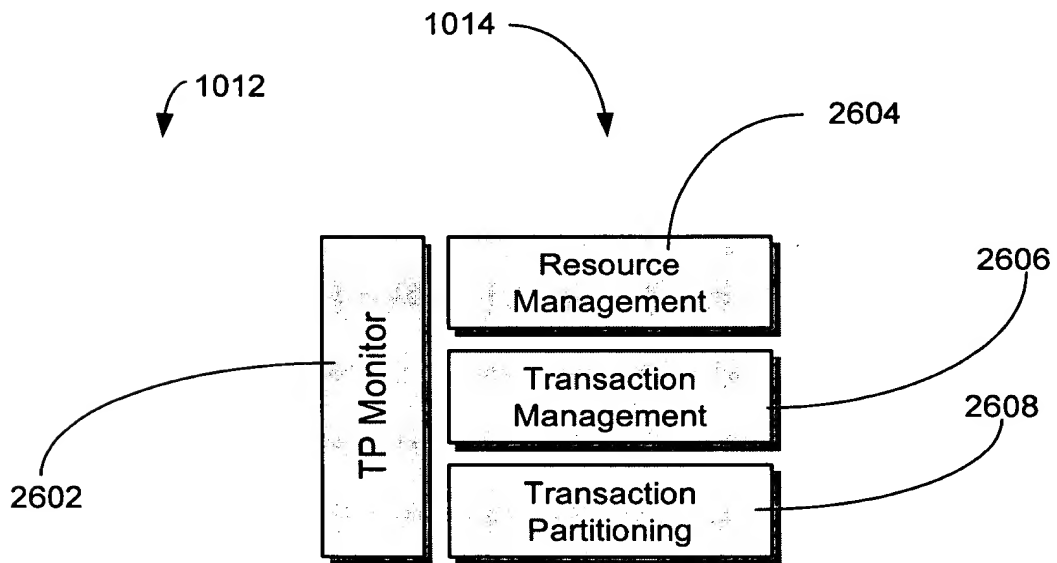 1014
1012
2604
Resource
Management
2606
TP Monitor
Transaction
Management
2608
2602
Transaction
Partitioning